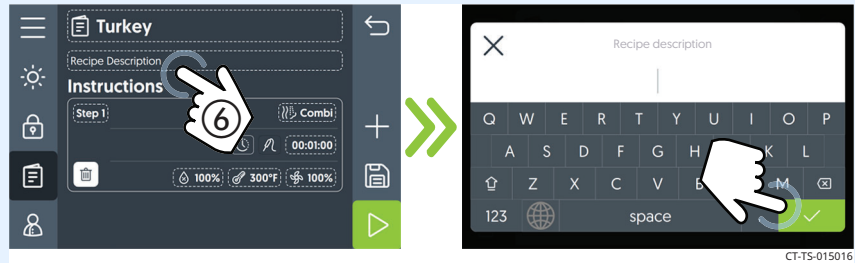 Turkey
Recipe Description
Instructions
Step 1
Combi
6
00:01:00
100% 300°F 100%
Recipe description
Q W E R T Y U I O P
A S D F G H K L
Z X C V B M
123 space .
CT-TS-015016